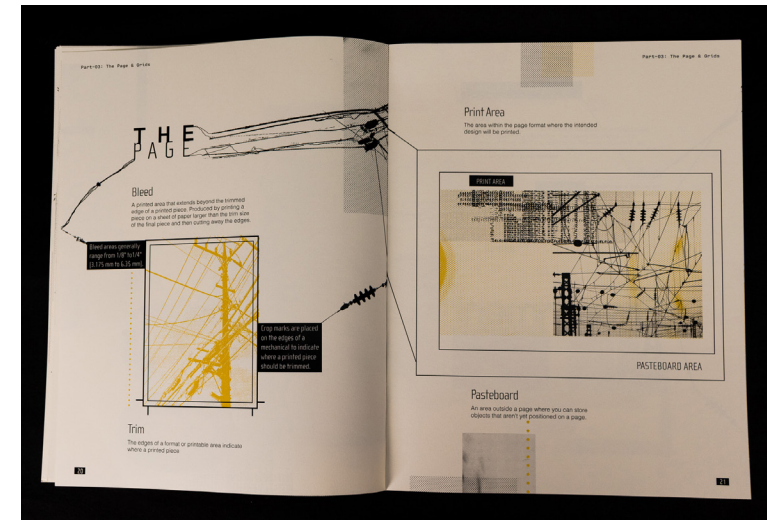 Part-03: The Page & Grids
THE
PAGE
Bleed
A printed area that extends beyond the trimmed
edge of a printed piece. Produced by printing a
piece on a sheet of paper larger than the trim size
of the final piece and then cutting away the edges.
Bleed areas generally
range from 1/8" to1/4"
(3.175 mm to 6.35 mm).
Crop marks are placed
on the edges of a
mechanical to indicate
where a printed piece
should be trimmed.
Trim
The edges of a format or printable area indicate
where a printed piece
20
Part-03: The Page & Grids
Print Area
The area within the page format where the intended
design will be printed.
PRINT AREA
PASTEBOARD AREA
Pasteboard
An area outside a page where you can store
objects that aren't yet positioned on a page.
21